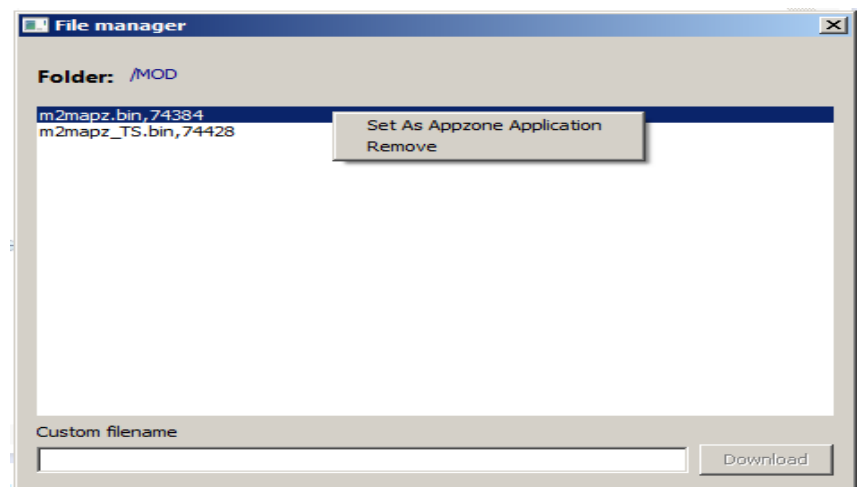 File manager
Folder: /MOD
m2mapz.bin,74384
m2mapz_TS.bin,74428
Set As Appzone Application
Remove
Custom filename
Download